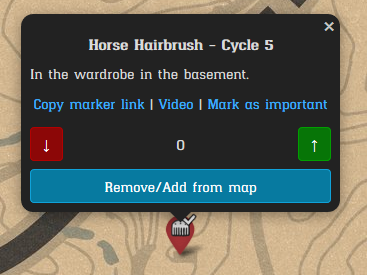 ×
Horse Hairbrush - Cycle 5
In the wardrobe in the basement.
Copy marker link | Video | Mark as important
↓ 0 ↑
Remove/Add from map